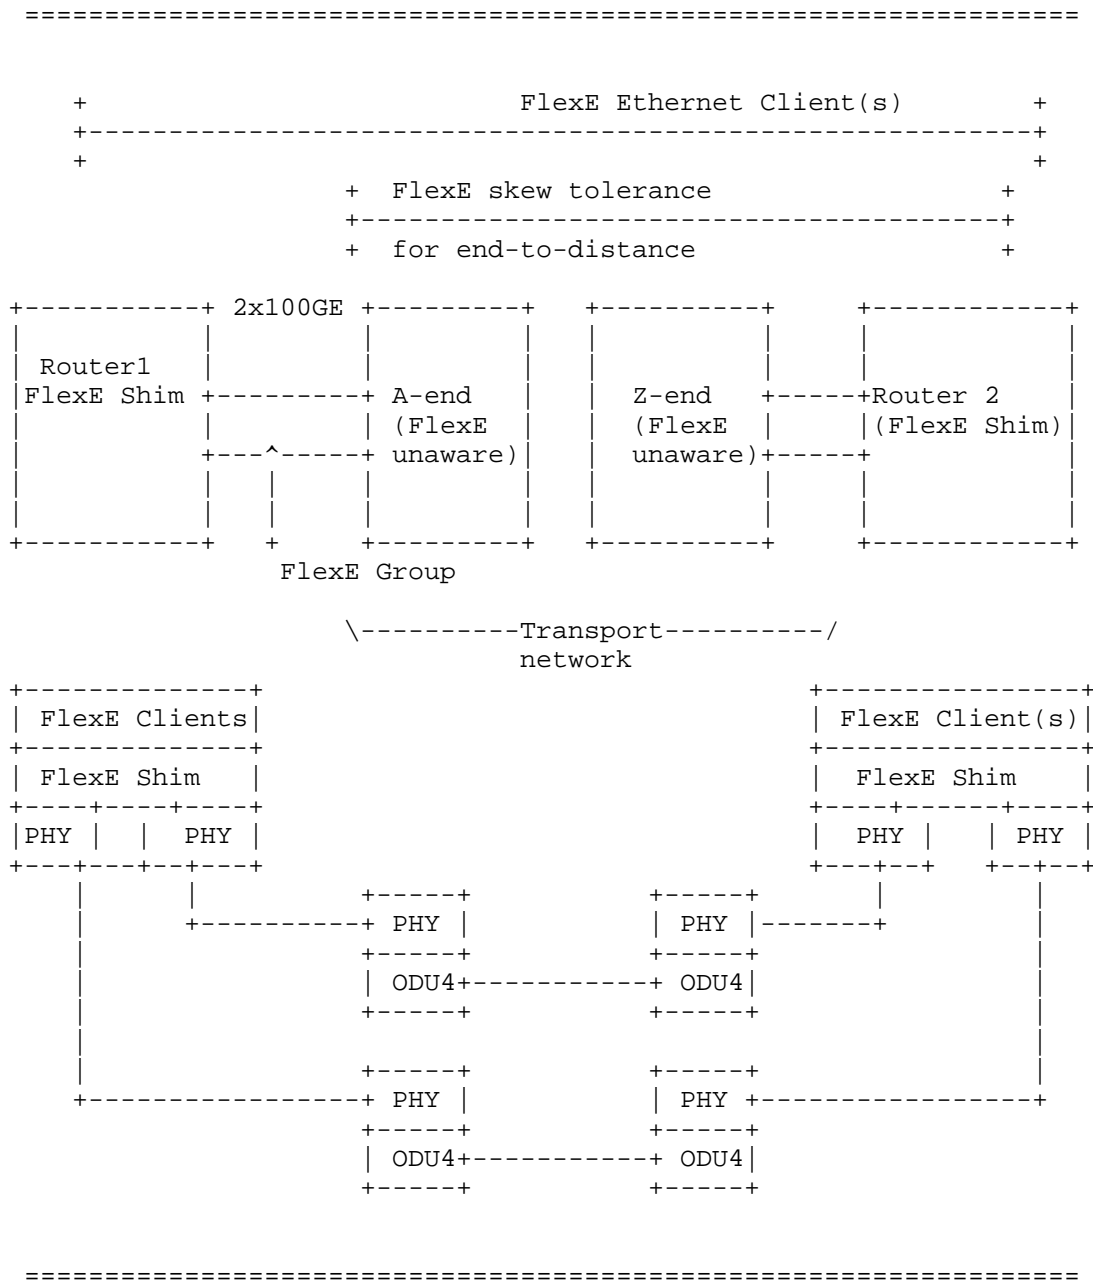 FlexE Ethernet Client(s)
FlexE skew tolerance
for end-to-distance
2x100GE
Router1
FlexE Shim A-end Z-end Router 2
(FlexE (FlexE (FlexE Shim)
unaware) unaware)
FlexE Group
Transport
network
FlexE Clients FlexE Client(s)
FlexE Shim FlexE Shim
PHY PHY PHY PHY
PHY PHY
ODU4 ODU4
PHY PHY
ODU4 ODU4